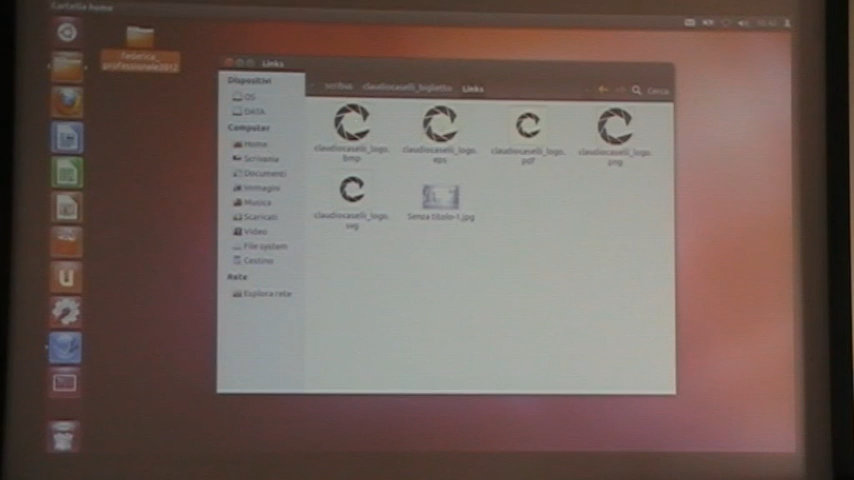 Cartella home
federica_
professionale2012
Links
Dispositivi
OS
DATA
Computer
Home
Scrivania
Documenti
Immagini
Musica
Scaricati
Video
File system
Cestino
Rete
Esplora rete
scribus claudiocaselli_biglietto Links
Cerca
claudiocaselli_logo.
bmp
claudiocaselli_logo.
eps
claudiocaselli_logo.
pdf
claudiocaselli_logo.
png
claudiocaselli_logo.
svg
Senza titolo-1.jpg